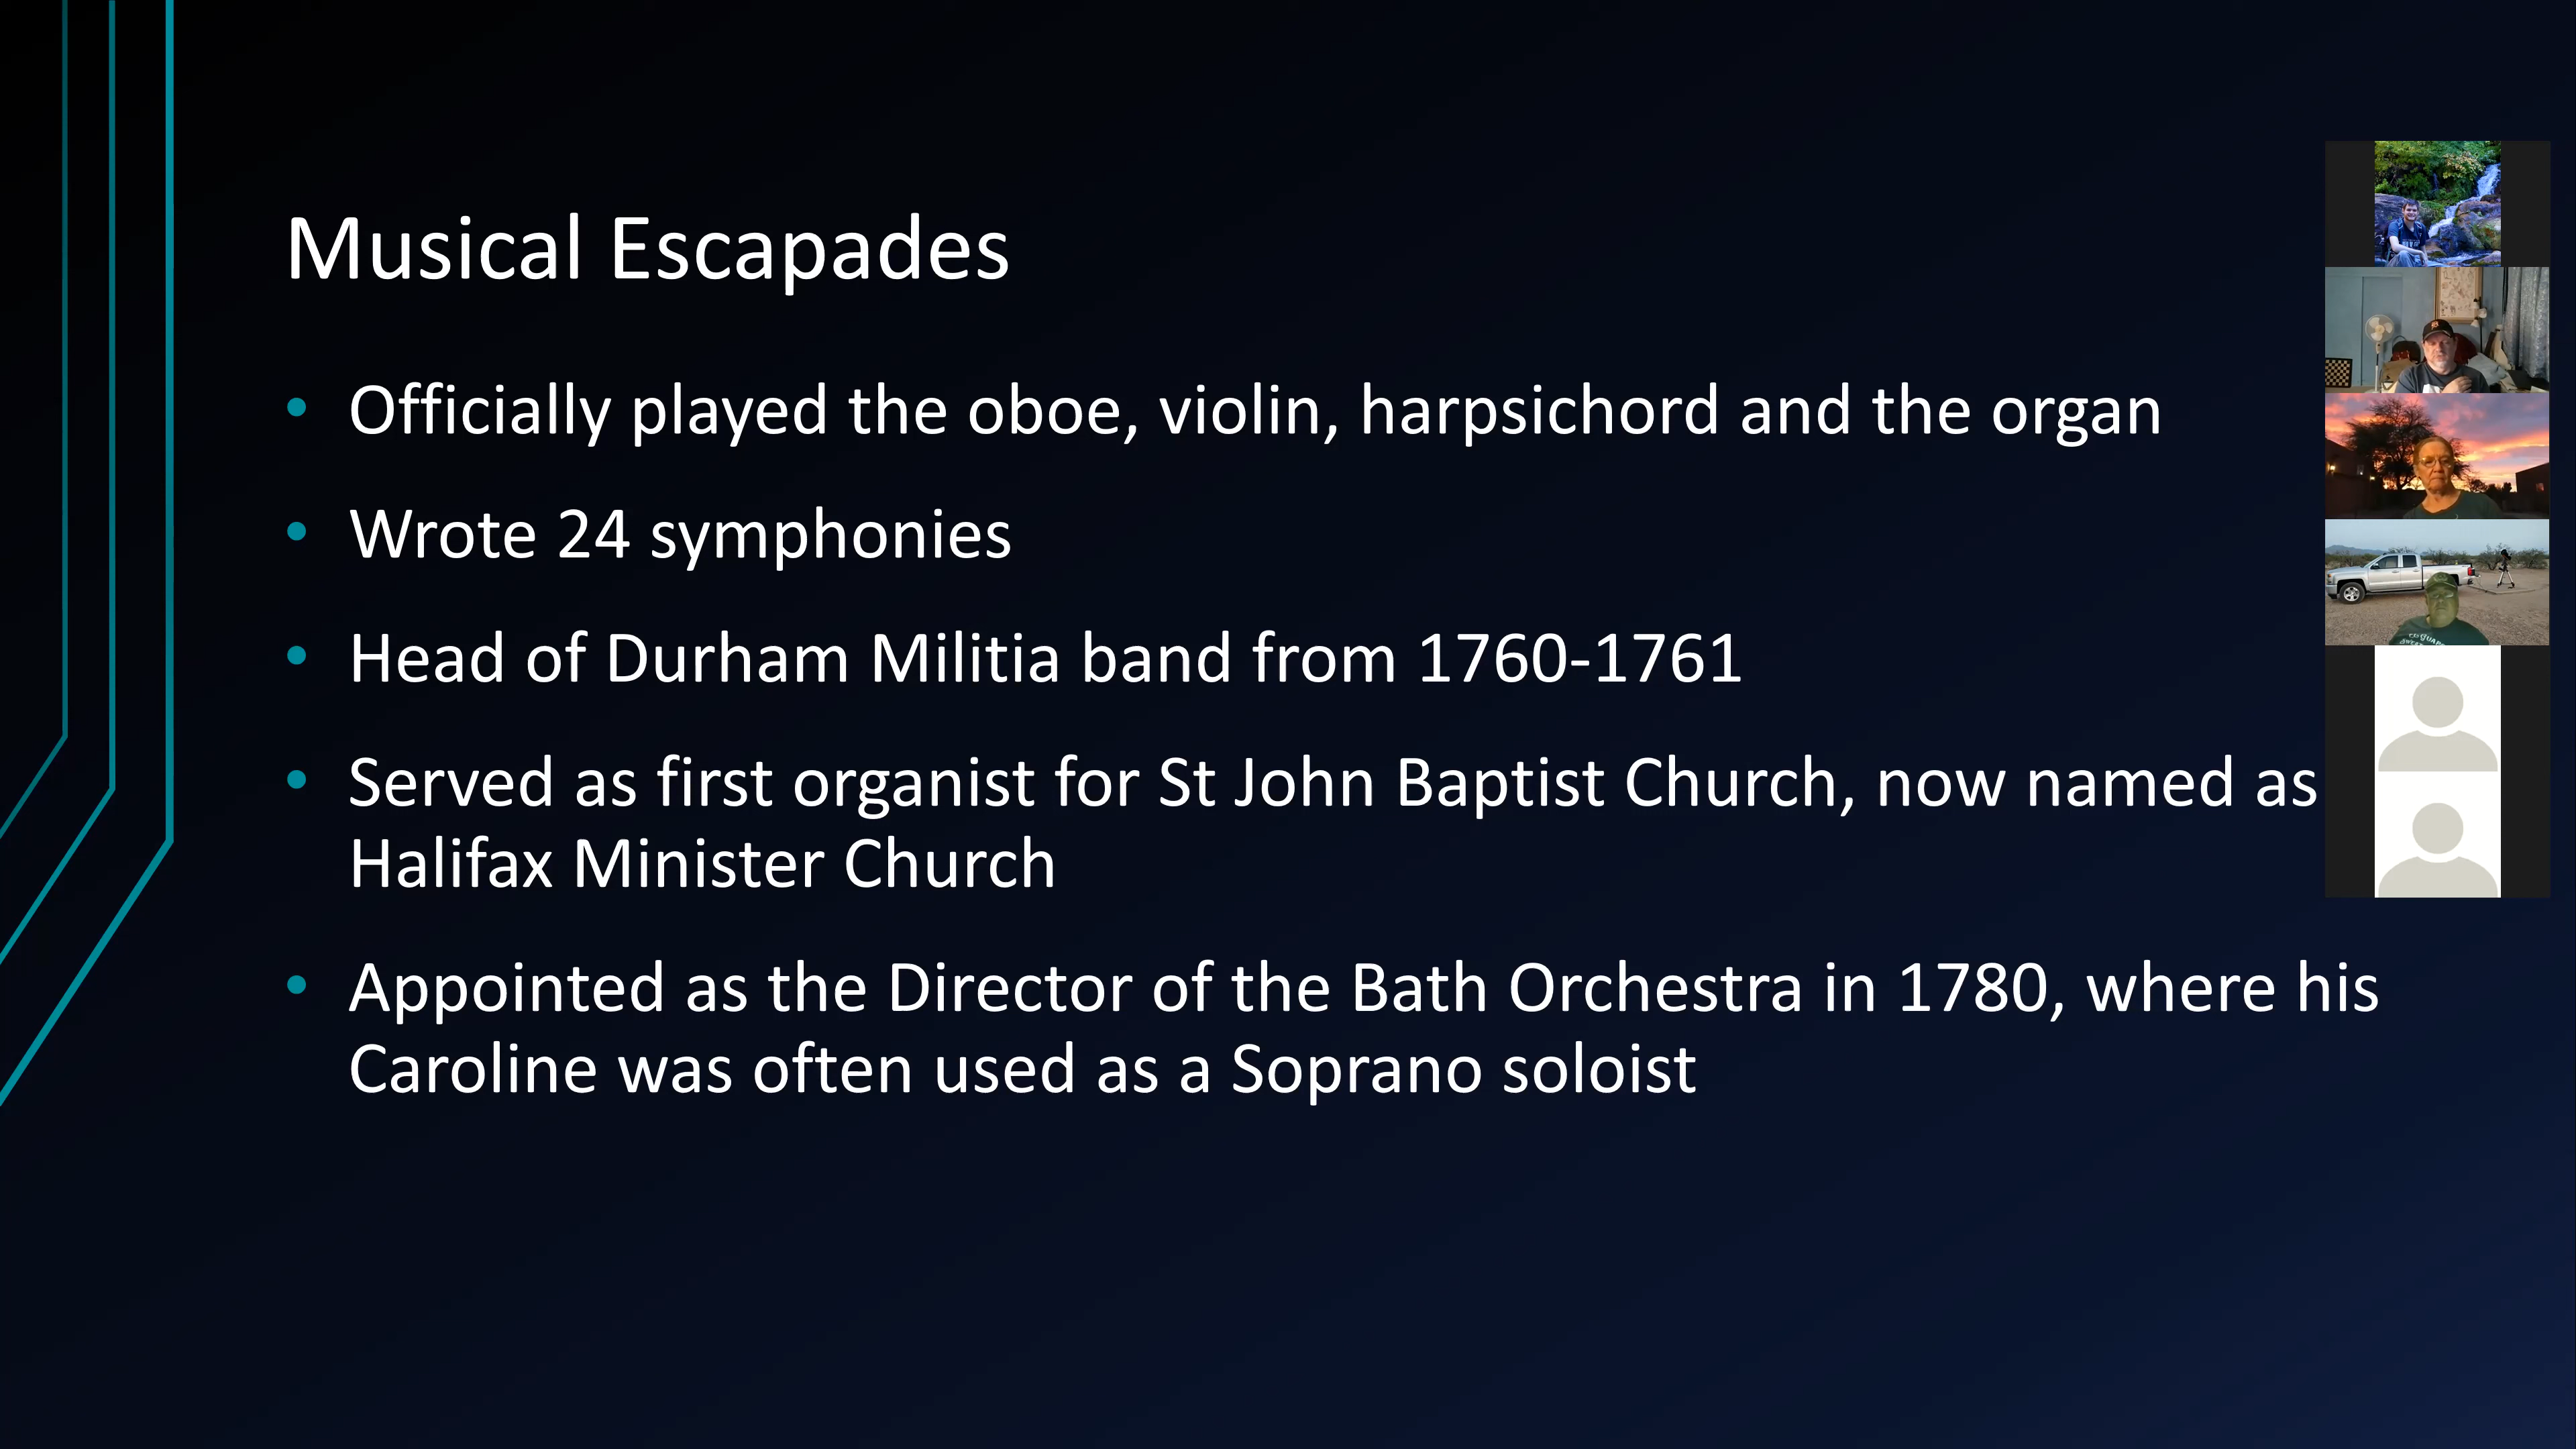 Musical Escapades
• Officially played the oboe, violin, harpsichord and the organ
• Wrote 24 symphonies
• Head of Durham Militia band from 1760-1761
• Served as first organist for St John Baptist Church, now named as
Halifax Minister Church
• Appointed as the Director of the Bath Orchestra in 1780, where his
Caroline was often used as a Soprano soloist